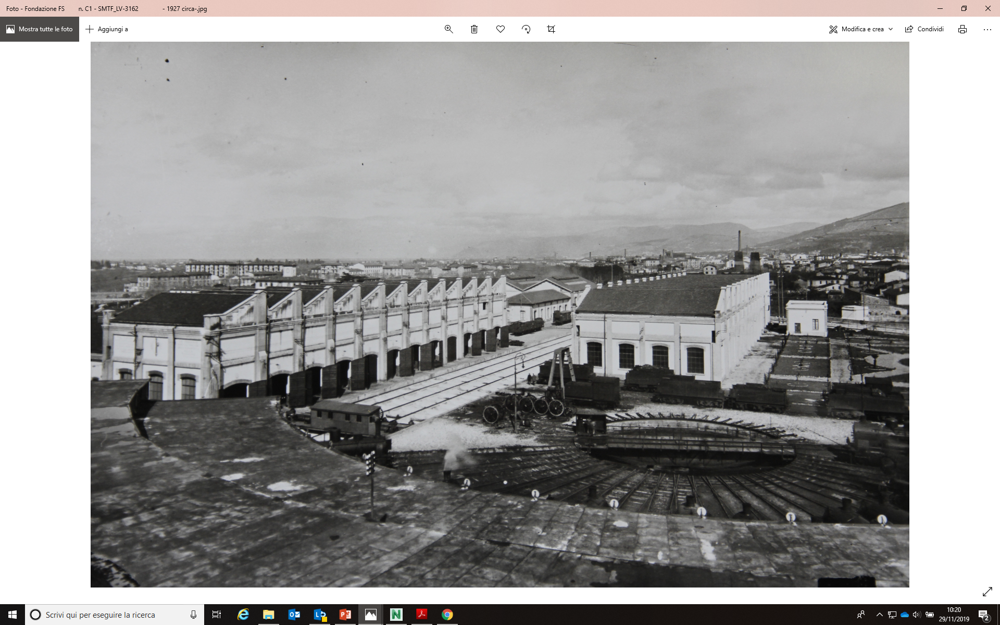 Foto - Fondazione FS n. C1 - SMTF_LV-3162 - 1927 circa-.jpg
Mostra tutte le foto
Aggiungi a
Modifica e crea
Condividi
Scrivi qui per eseguire la ricerca
10:20
29/11/2019
2